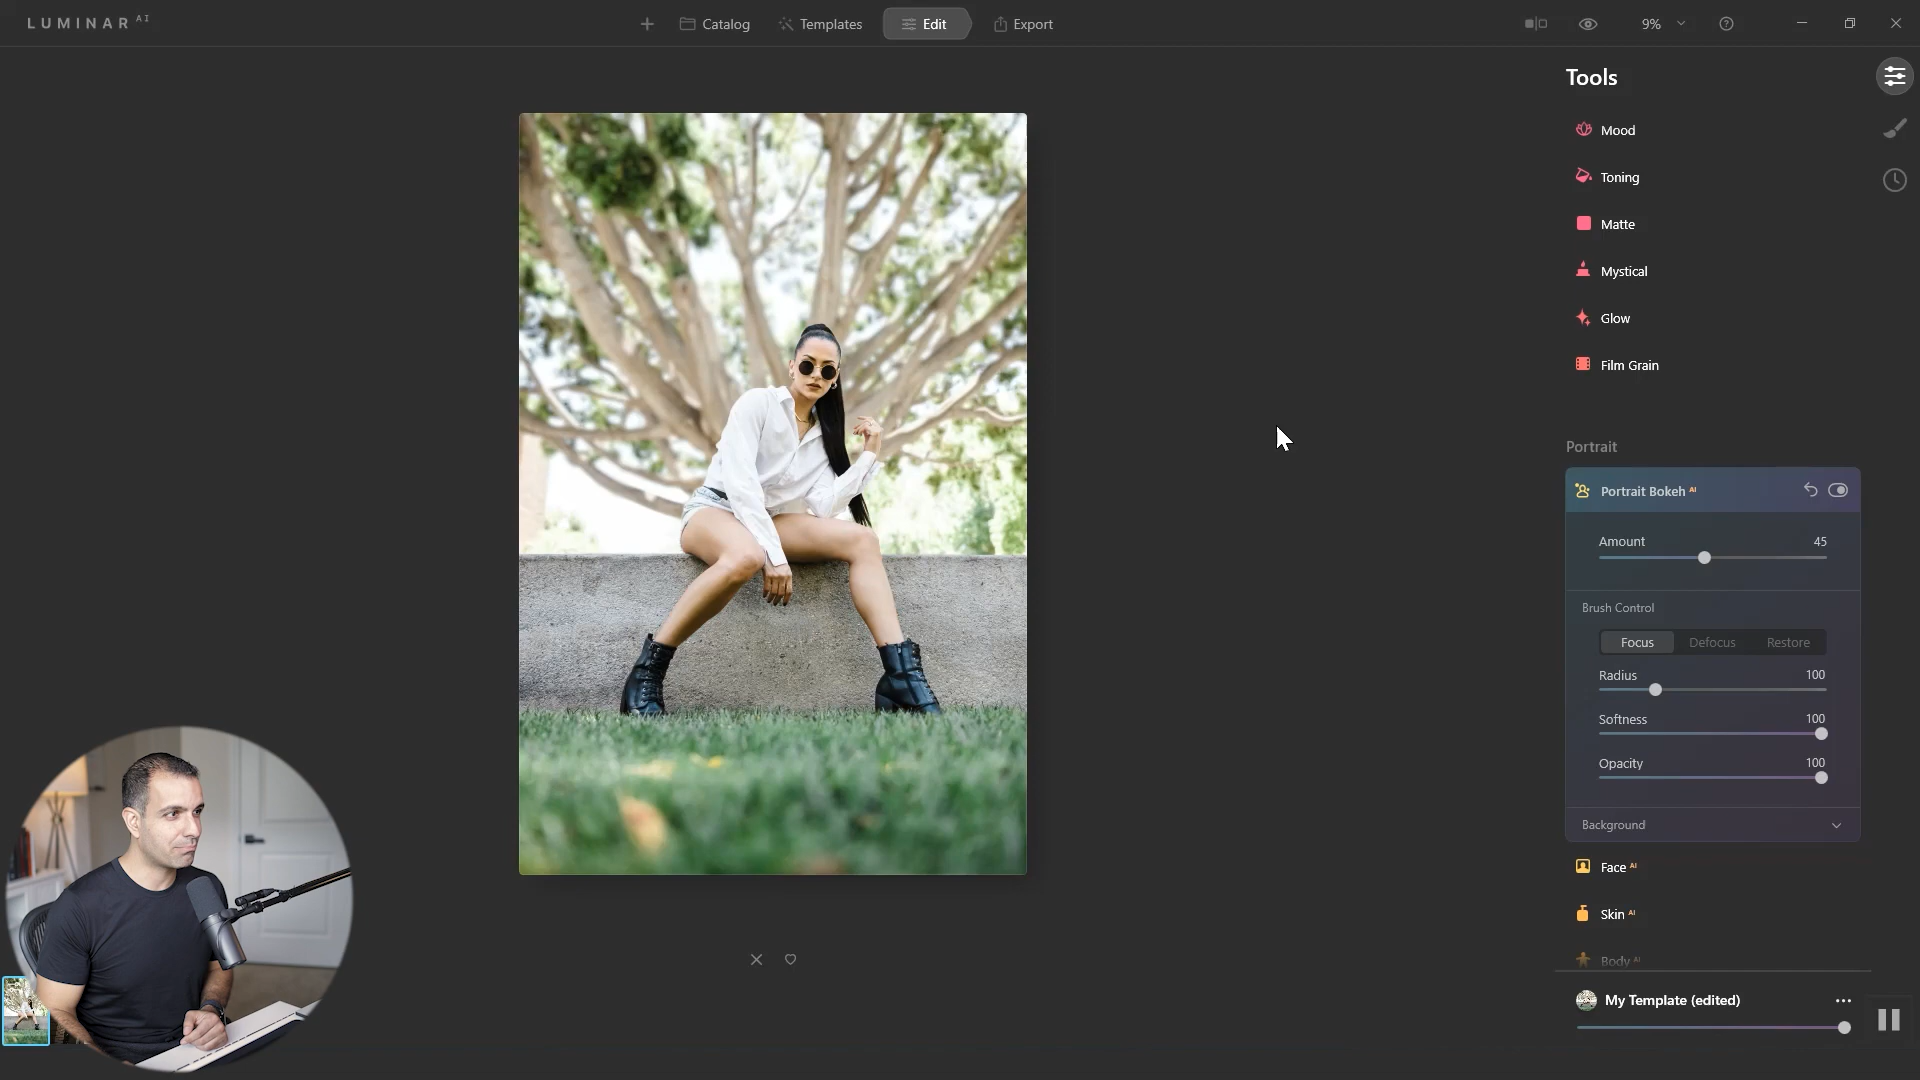 LUMINAR AI
Catalog
Templates
Edit
Export
9%
Tools
Mood
Toning
Matte
Mystical
Glow
Film Grain
Portrait
Portrait Bokeh AI
Amount 45
Brush Control
Focus Defocus Restore
Radius 100
Softness 100
Opacity 100
Background
Face AI
Skin AI
Body AI
My Template (edited)